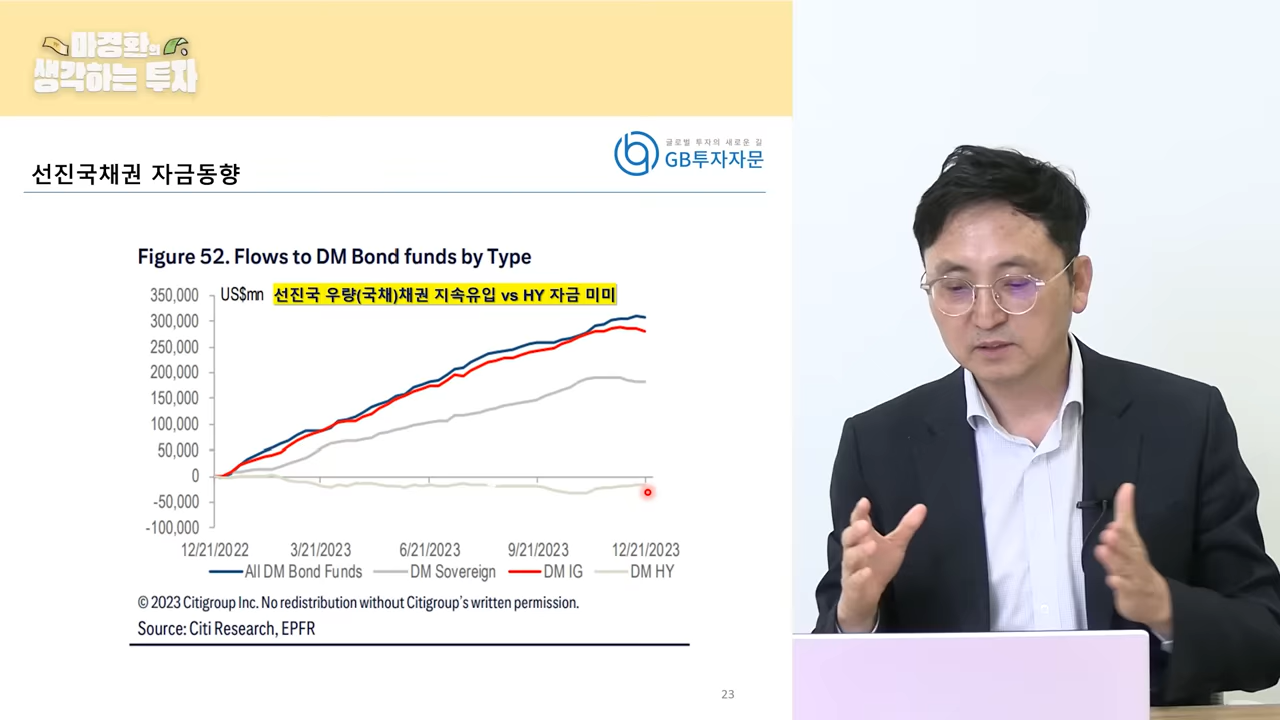 마경환의
생각하는 투자
글로벌 투자의 새로운 길
GB투자자문
선진국채권 자금동향
Figure 52. Flows to DM Bond funds by Type
US$mn
선진국 우량(국채)채권 지속유입 vs HY 자금 미미
350,000
300,000
250,000
200,000
150,000
100,000
50,000
0
-50,000
-100,000
12/21/2022 3/21/2023 6/21/2023 9/21/2023 12/21/2023
All DM Bond Funds DM Sovereign DM IG DM HY
© 2023 Citigroup Inc. No redistribution without Citigroup's written permission.
Source: Citi Research, EPFR
23